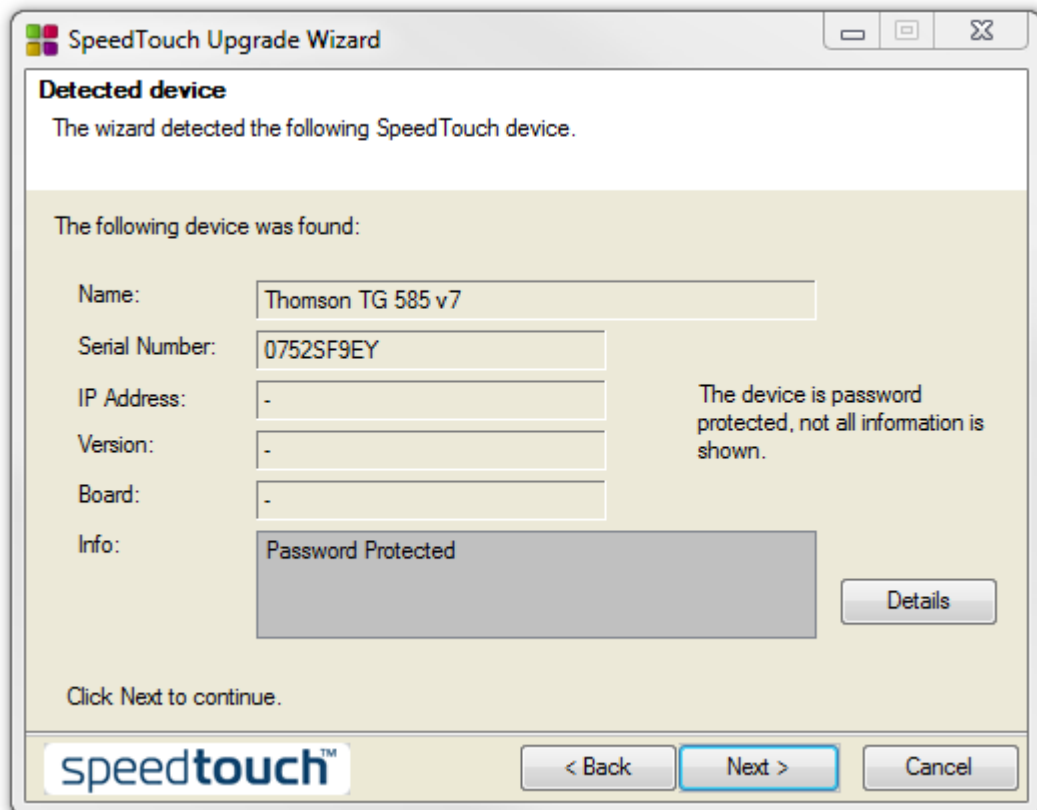 SpeedTouch Upgrade Wizard
Detected device
The wizard detected the following SpeedTouch device.
The following device was found:
Name: Thomson TG 585 v7
Serial Number: 0752SF9EY
IP Address: -
Version: -
Board: -
The device is password
protected, not all information is
shown.
Info: Password Protected
Details
Click Next to continue.
speedtouch™
< Back Next > Cancel